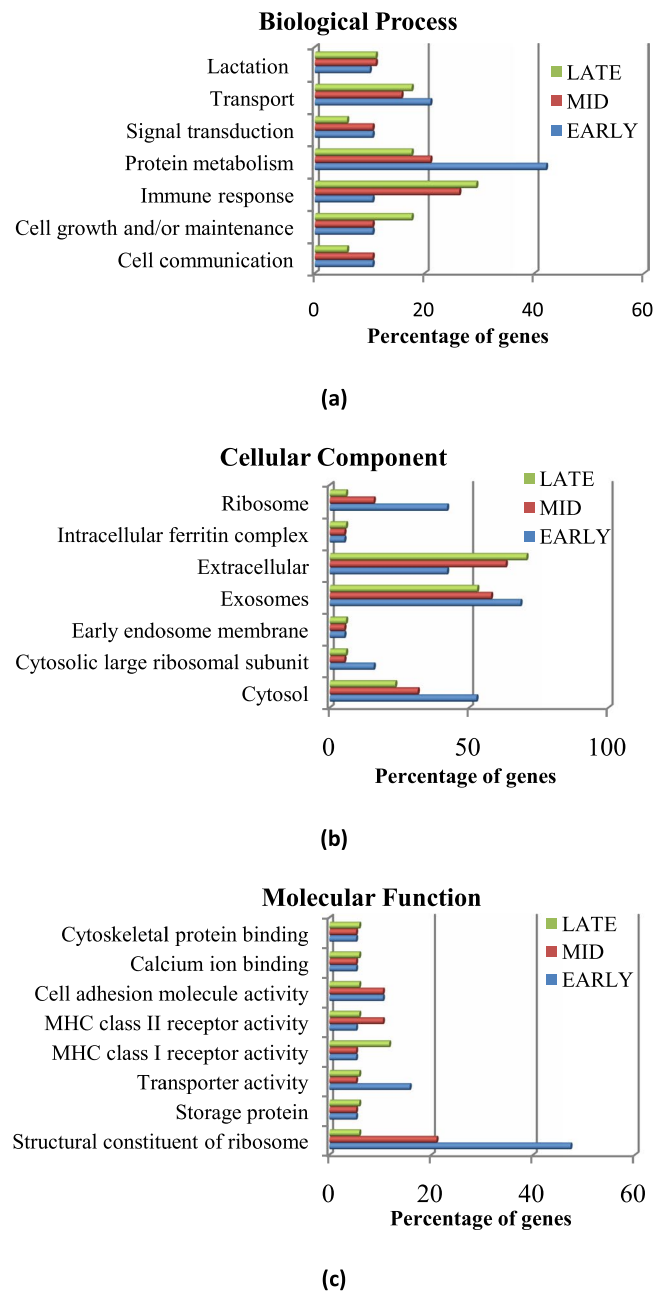 Biological Process
LATE
MID
EARLY
Lactation
Transport
Signal transduction
Protein metabolism
Immune response
Cell growth and/or maintenance
Cell communication
0 20 40 60
Percentage of genes
(a)
Cellular Component
LATE
MID
EARLY
Ribosome
Intracellular ferritin complex
Extracellular
Exosomes
Early endosome membrane
Cytosolic large ribosomal subunit
Cytosol
0 50 100
Percentage of genes
(b)
Molecular Function
LATE
MID
EARLY
Cytoskeletal protein binding
Calcium ion binding
Cell adhesion molecule activity
MHC class II receptor activity
MHC class I receptor activity
Transporter activity
Storage protein
Structural constituent of ribosome
0 20 40 60
Percentage of genes
(c)